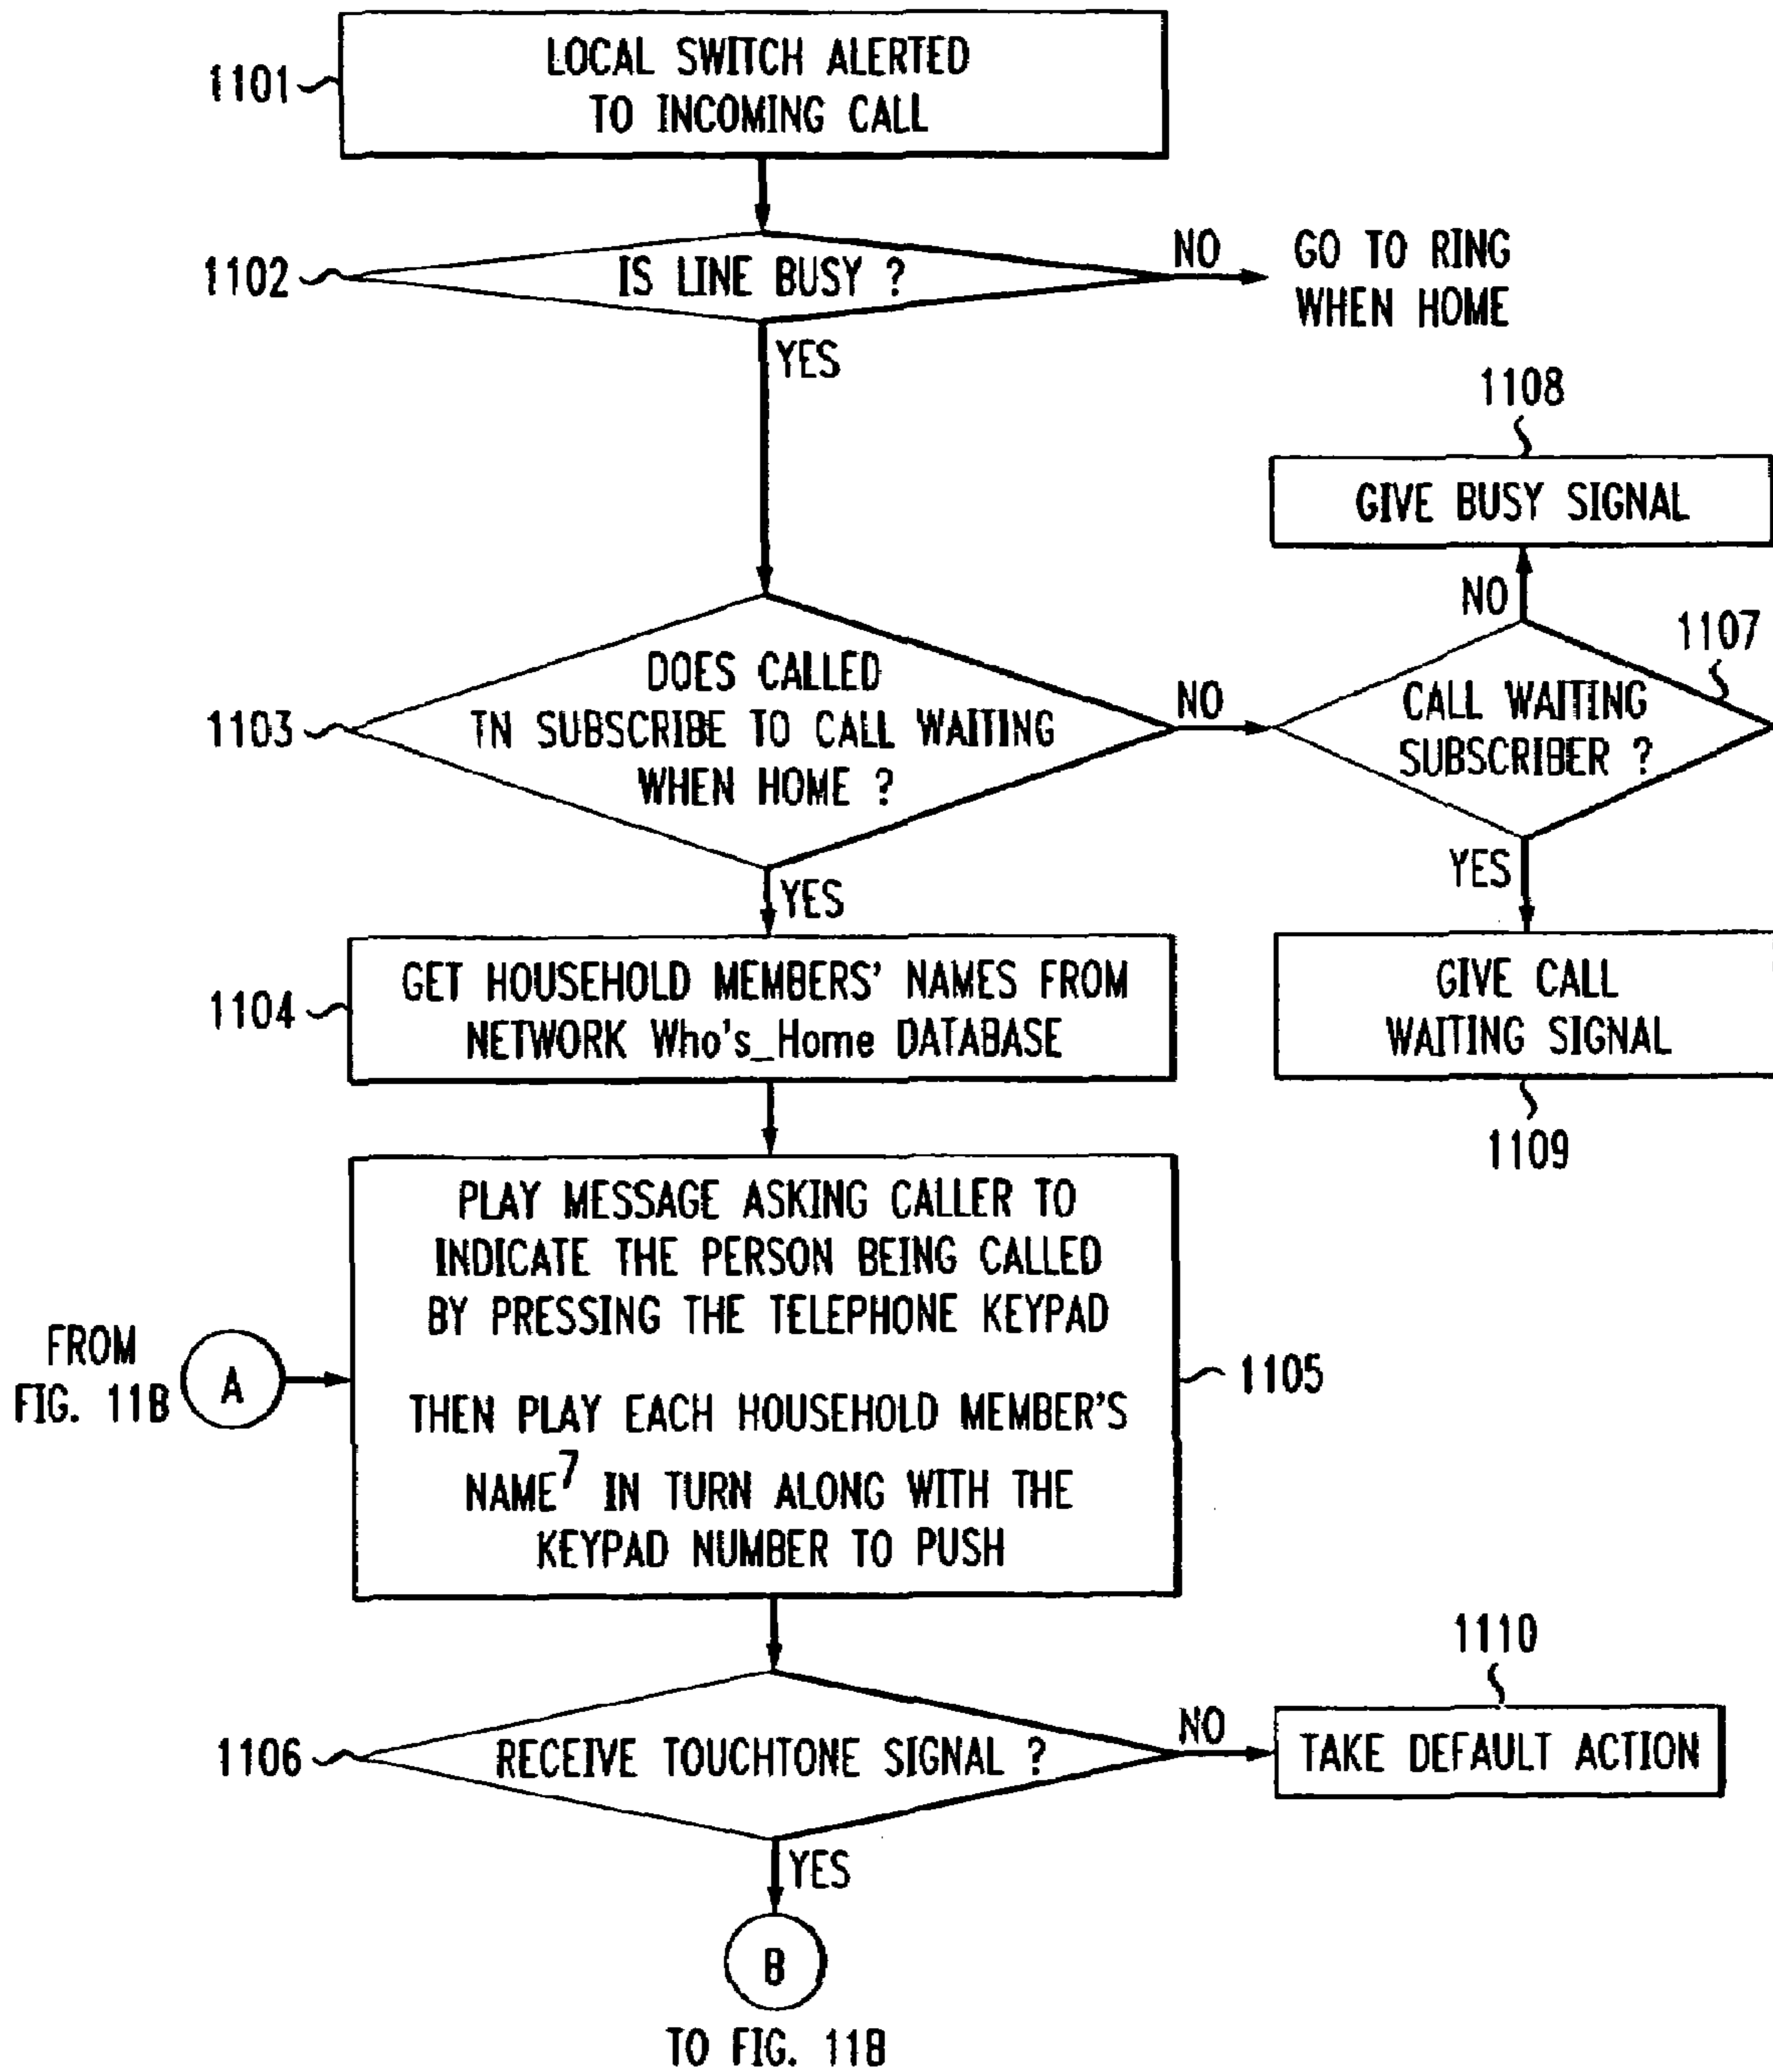 LOCAL SWITCH ALERTED
TO INCOMING CALL
1101
IS LINE BUSY ?
1102
NO
GO TO RING
WHEN HOME
YES
1108
GIVE BUSY SIGNAL
NO
1107
DOES CALLED
TN SUBSCRIBE TO CALL WAITING
WHEN HOME ?
1103
NO
CALL WAITING
SUBSCRIBER ?
YES
YES
GET HOUSEHOLD MEMBERS' NAMES FROM
NETWORK Who's_Home DATABASE
1104
GIVE CALL
WAITING SIGNAL
1109
PLAY MESSAGE ASKING CALLER TO
INDICATE THE PERSON BEING CALLED
BY PRESSING THE TELEPHONE KEYPAD
THEN PLAY EACH HOUSEHOLD MEMBER'S
NAME7 IN TURN ALONG WITH THE
KEYPAD NUMBER TO PUSH
FROM
FIG. 11B
A
1105
1110
RECEIVE TOUCHTONE SIGNAL ?
1106
NO
TAKE DEFAULT ACTION
YES
B
TO FIG. 11B